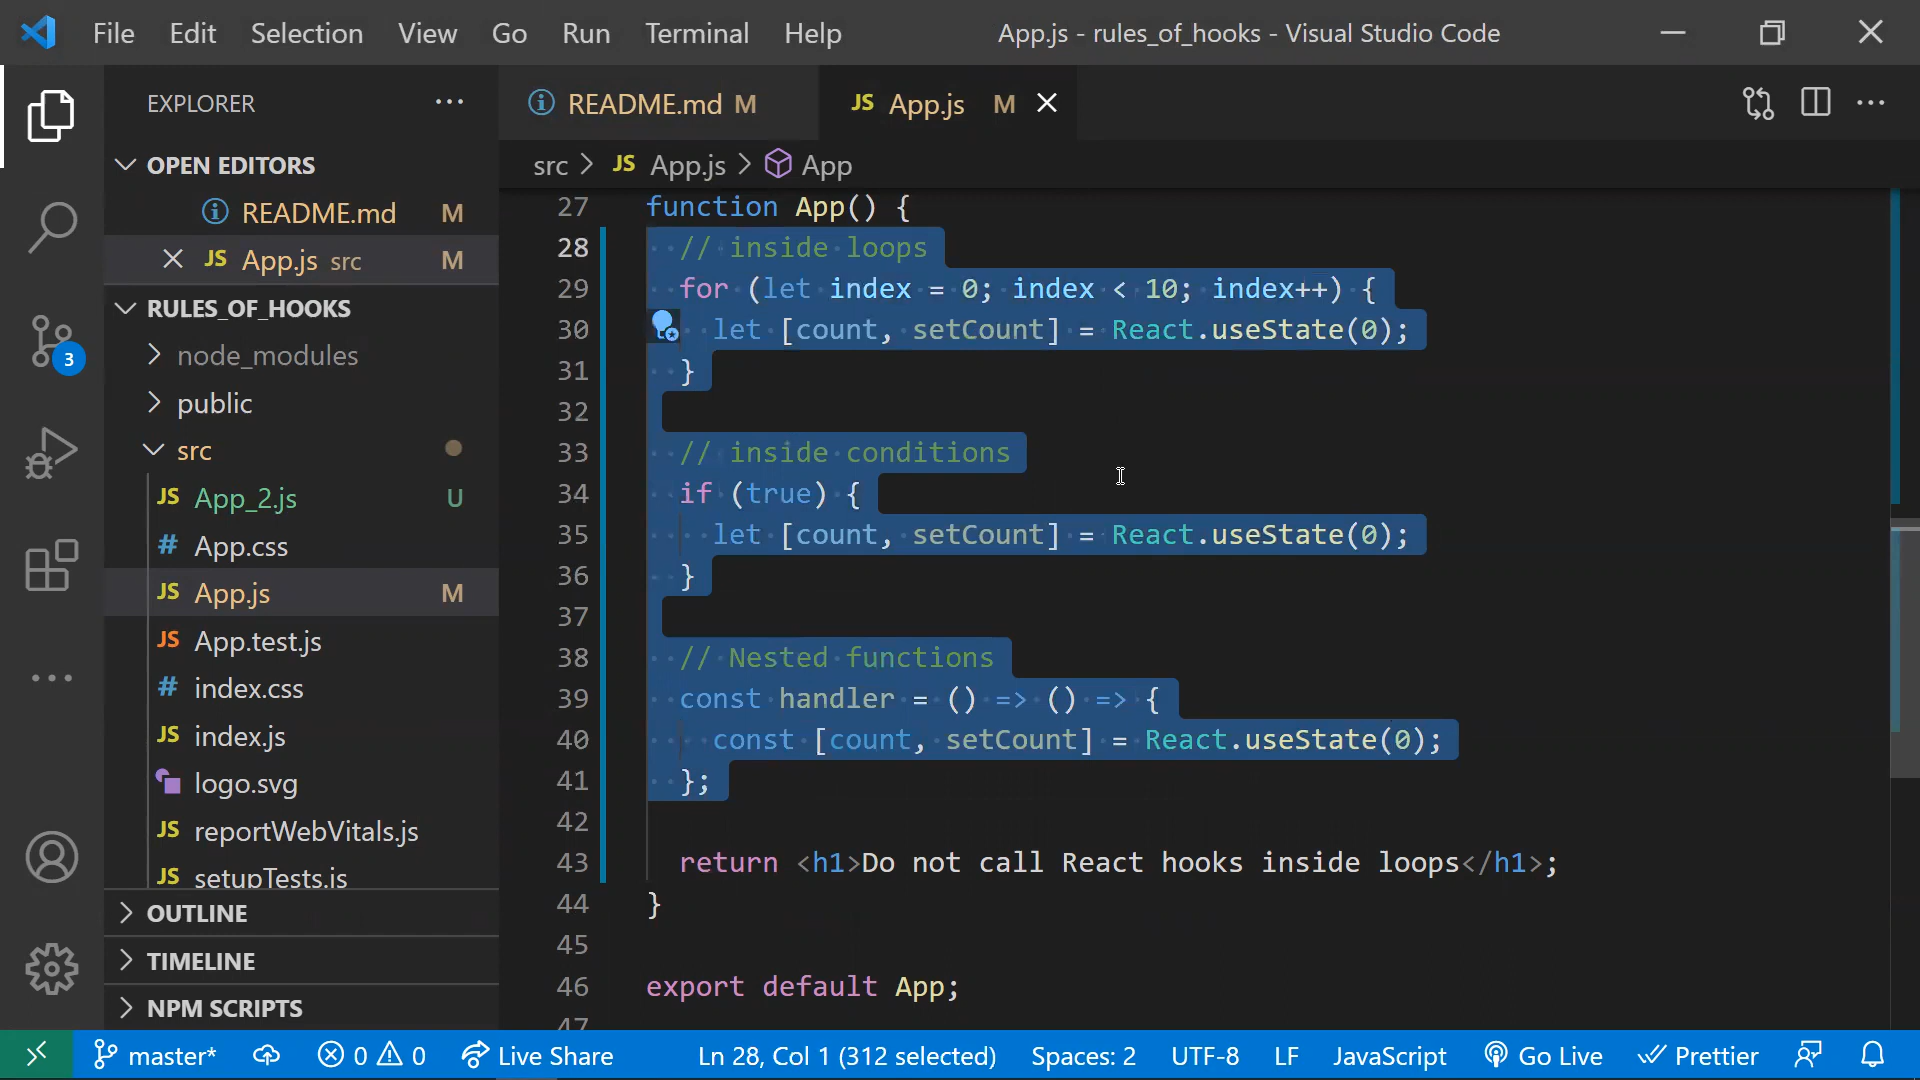 File Edit Selection View Go Run Terminal Help App.js - rules_of_hooks - Visual Studio Code
EXPLORER
OPEN EDITORS
README.md M
JS App.js src M
RULES_OF_HOOKS
node_modules
public
src
JS App_2.js U
# App.css
JS App.js M
JS App.test.js
# index.css
JS index.js
logo.svg
JS reportWebVitals.js
JS setupTests.js
OUTLINE
TIMELINE
NPM SCRIPTS
3
README.md M JS App.js M
src > JS App.js > App
27 function App() {
28 // inside loops
29 for (let index = 0; index < 10; index++) {
30 let [count, setCount] = React.useState(0);
31 }
32
33 // inside conditions
34 if (true) {
35 let [count, setCount] = React.useState(0);
36 }
37
38 // Nested functions
39 const handler = () => () => {
40 const [count, setCount] = React.useState(0);
41 };
42
43 return <h1>Do not call React hooks inside loops</h1>;
44 }
45
46 export default App;
47
master* 0 0 Live Share Ln 28, Col 1 (312 selected) Spaces: 2 UTF-8 LF JavaScript Go Live Prettier